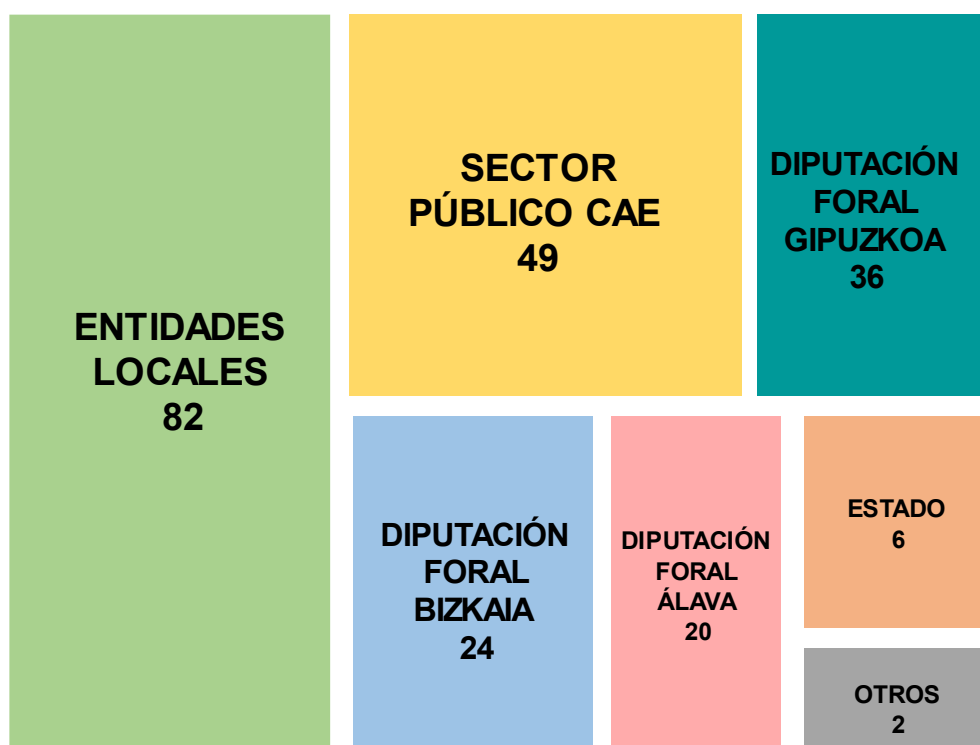 ENTIDADES
LOCALES
82
SECTOR
PÚBLICO CAE
49
DIPUTACIÓN
FORAL
GIPUZKOA
36
DIPUTACIÓN
FORAL
BIZKAIA
24
DIPUTACIÓN
FORAL
ÁLAVA
20
ESTADO
6
OTROS
2